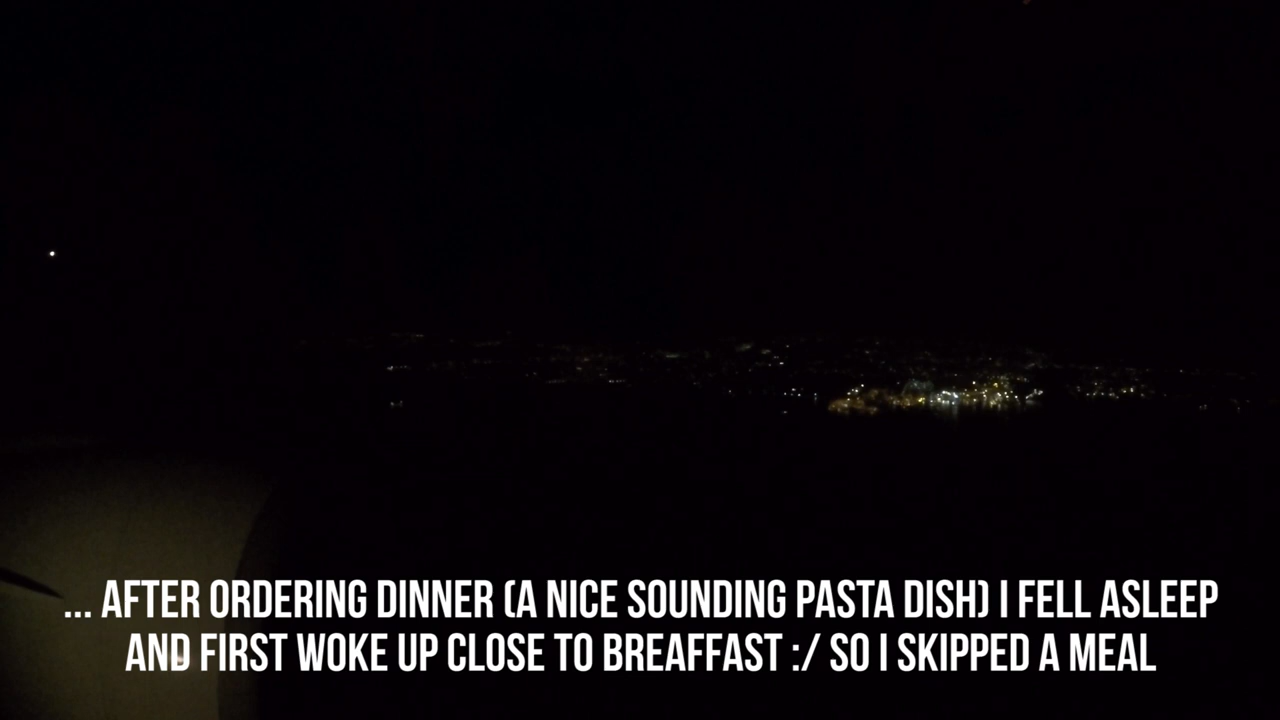 ... AFTER ORDERING DINNER (A NICE SOUNDING PASTA DISH) I FELL ASLEEP
AND FIRST WOKE UP CLOSE TO BREAFFAST :/ SO I SKIPPED A MEAL